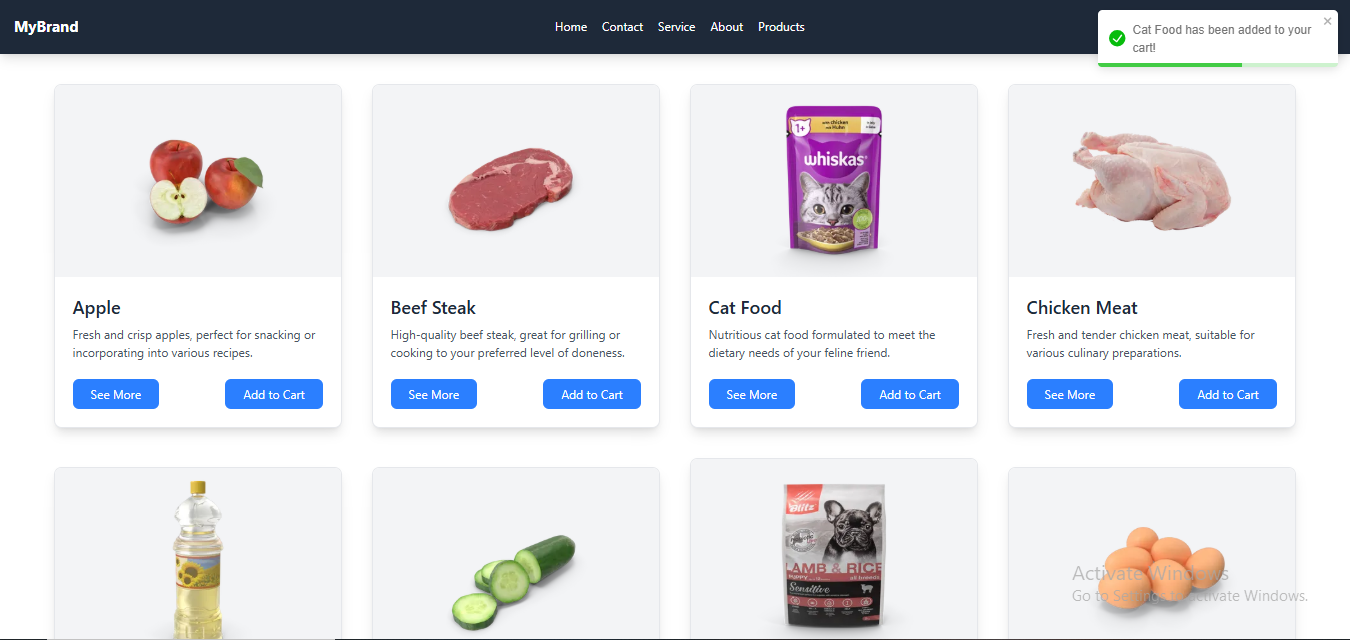 MyBrand
Home Contact Service About Products
Cat Food has been added to your
cart!
1+
whiskas
Apple
Fresh and crisp apples, perfect for snacking or
incorporating into various recipes.
See More
Add to Cart
Beef Steak
High-quality beef steak, great for grilling or
cooking to your preferred level of doneness.
See More
Add to Cart
Cat Food
Nutritious cat food formulated to meet the
dietary needs of your feline friend.
See More
Add to Cart
Chicken Meat
Fresh and tender chicken meat, suitable for
various culinary preparations.
See More
Add to Cart
Blitz
LAMB & RICE
PUPPY
all breeds
Sensitive
Activate Windows
Go to Settings to activate Windows.